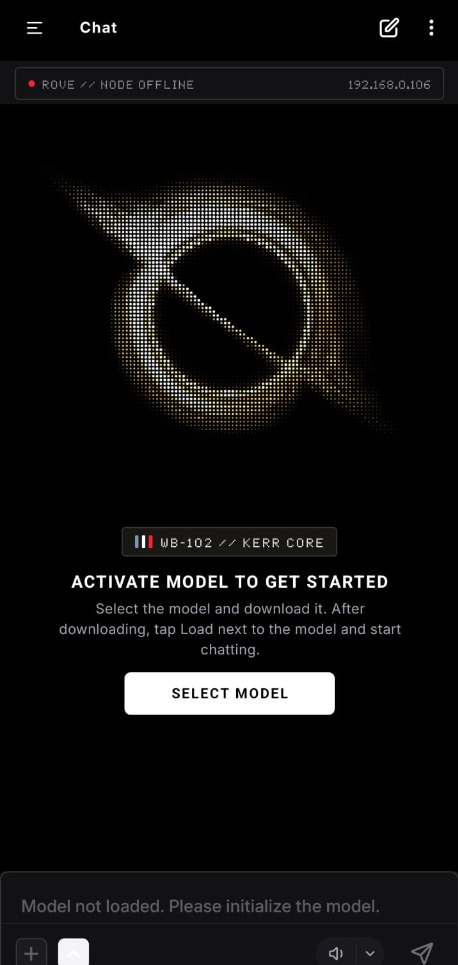 Chat
ROVE // NODE OFFLINE 192.168.0.106
WB-102 // KERR CORE
ACTIVATE MODEL TO GET STARTED
Select the model and download it. After
downloading, tap Load next to the model and start
chatting.
SELECT MODEL
Model not loaded. Please initialize the model.